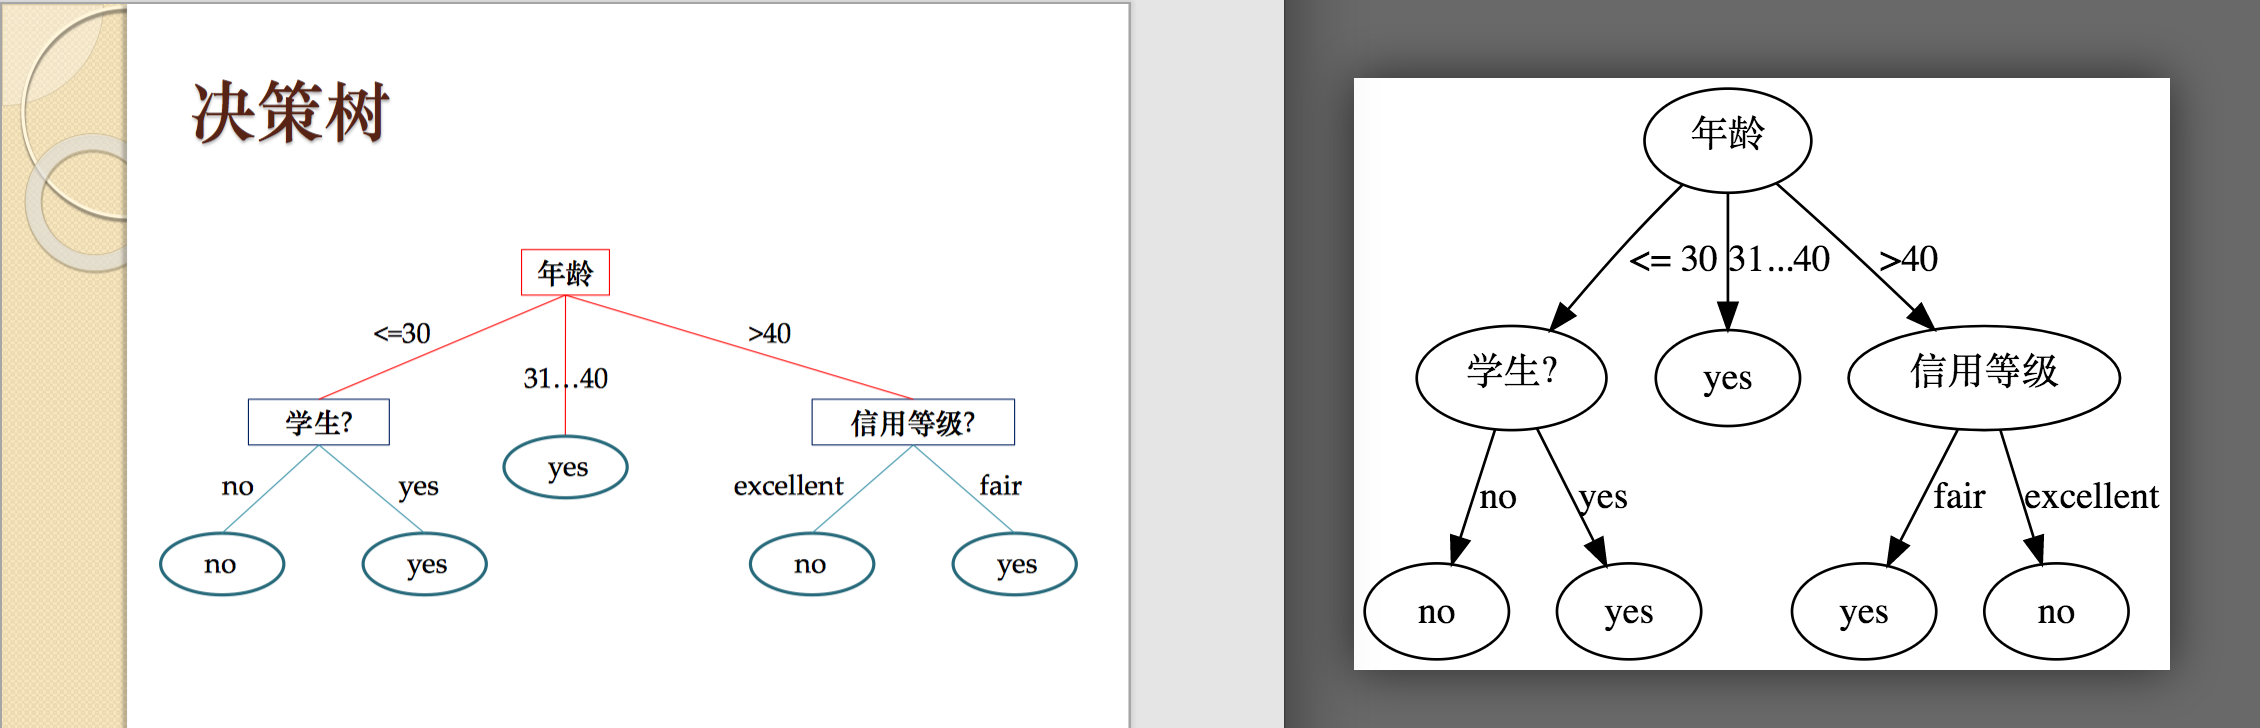 决策树
年龄
<=30
>40
31...40
学生?
信用等级?
yes
no
yes
excellent
fair
no
yes
no
yes
年龄
<= 30
31...40
>40
学生?
yes
信用等级
no
yes
fair
excellent
no
yes
yes
no